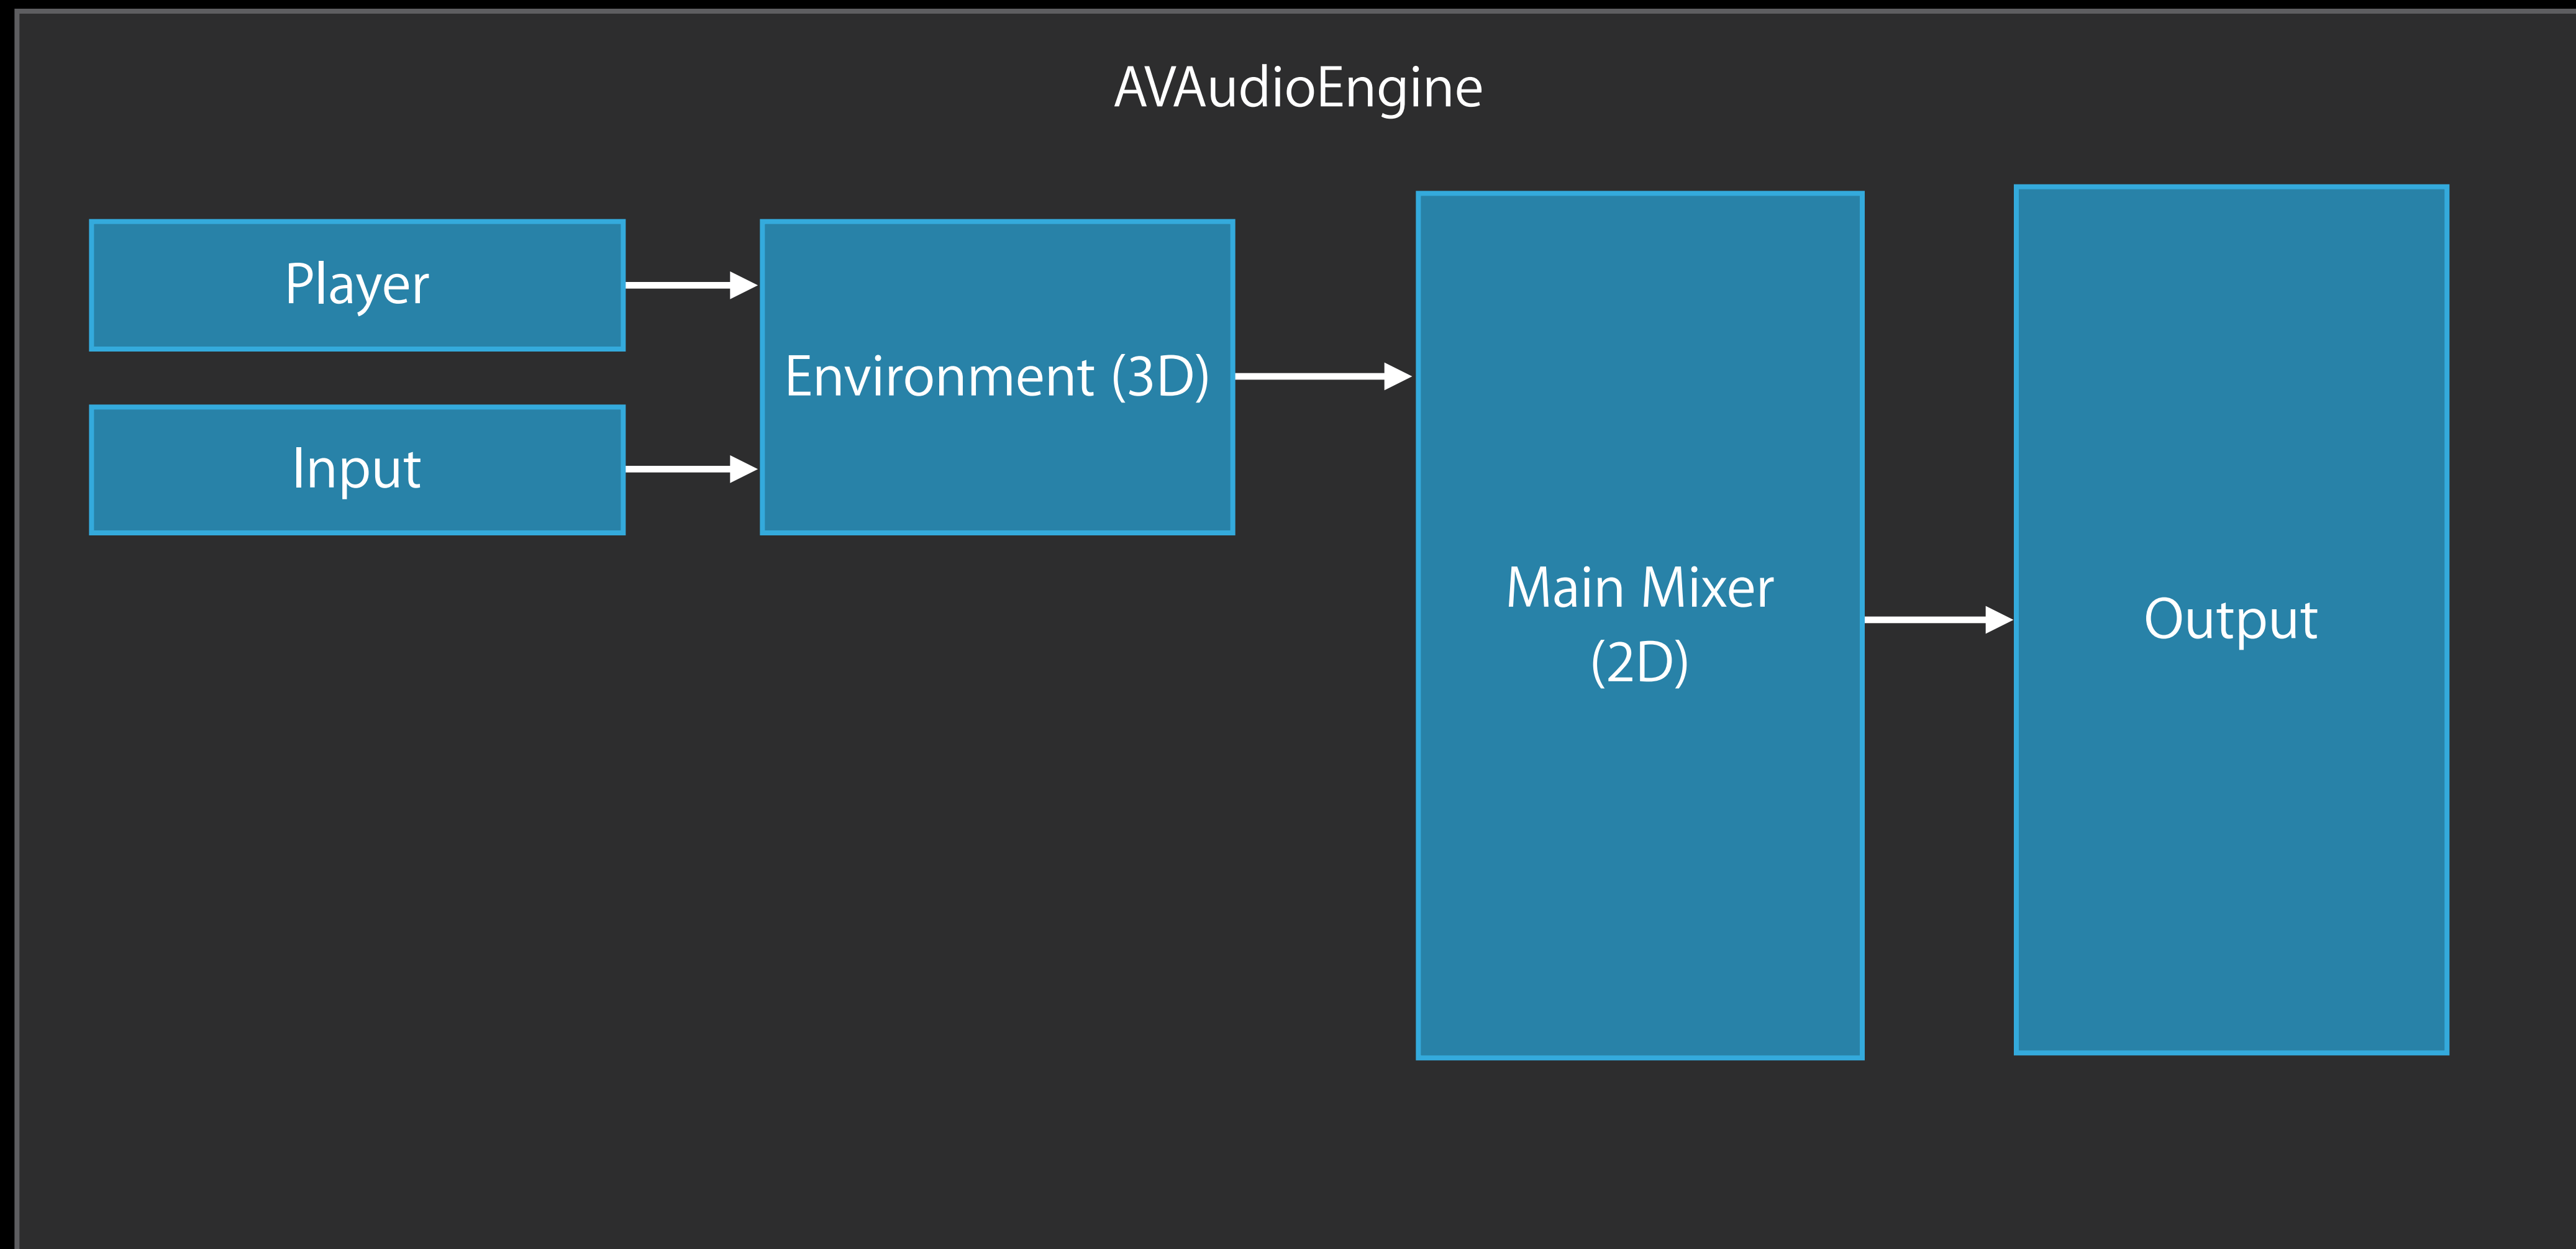 AVAudioEngine
Player
Input
Environment (3D)
Main Mixer
(2D)
Output